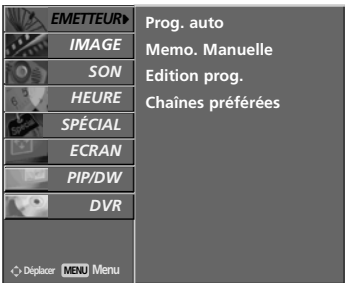 EMETTEUR
IMAGE
SON
HEURE
SPÉCIAL
ECRAN
PIP/DW
DVR
Déplacer MENU Menu
Prog. auto
Memo. Manuelle
Edition prog.
Chaînes préférées